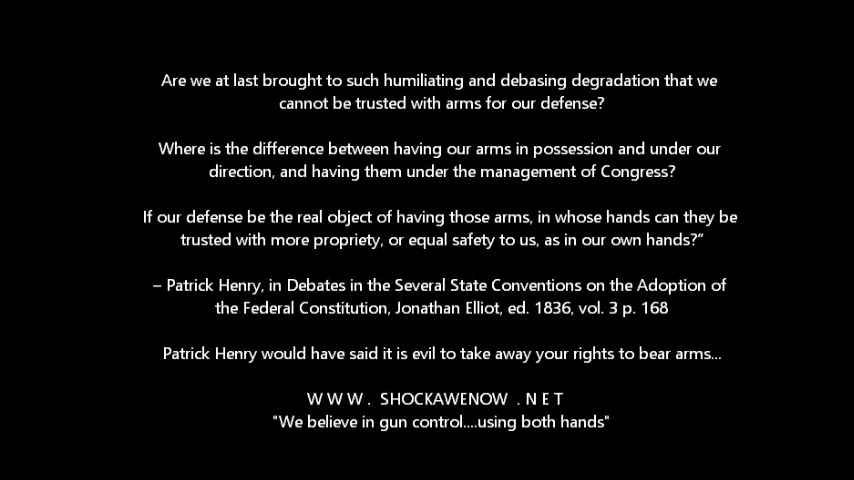 Are we at last brought to such humiliating and debasing degradation that we
cannot be trusted with arms for our defense?
Where is the difference between having our arms in possession and under our
direction, and having them under the management of Congress?
If our defense be the real object of having those arms, in whose hands can they be
trusted with more propriety, or equal safety to us, as in our own hands?”
– Patrick Henry, in Debates in the Several State Conventions on the Adoption of
the Federal Constitution, Jonathan Elliot, ed. 1836, vol. 3 p. 168
Patrick Henry would have said it is evil to take away your rights to bear arms...
W W W . SHOCKAWENOW . N E T
"We believe in gun control....using both hands"